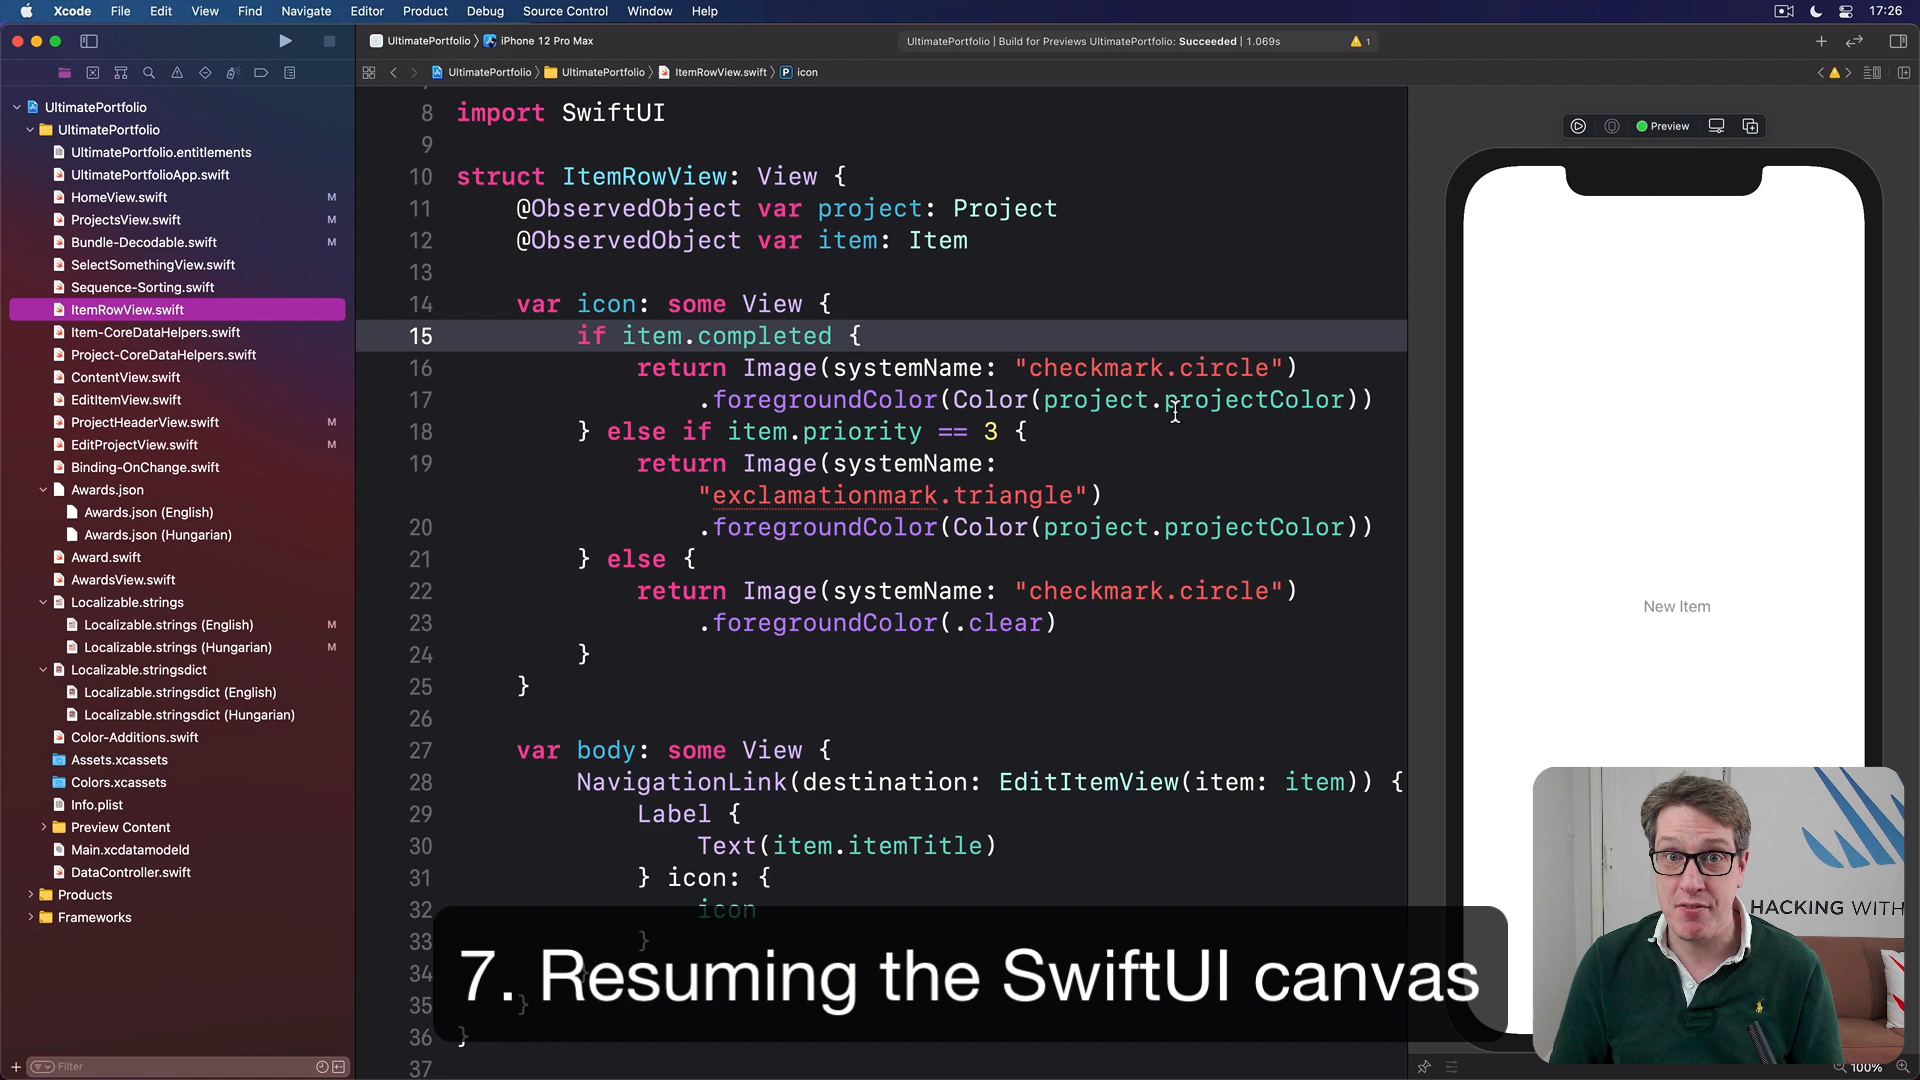 Xcode File Edit View Find Navigate Editor Product Debug Source Control Window Help 17:26
UltimatePortfolio iPhone 12 Pro Max
UltimatePortfolio | Build for Previews UltimatePortfolio: Succeeded | 1.069s
1
UltimatePortfolio UltimatePortfolio ItemRowView.swift P icon
UltimatePortfolio
UltimatePortfolio
UltimatePortfolio.entitlements
UltimatePortfolioApp.swift
HomeView.swift M
ProjectsView.swift M
Bundle-Decodable.swift M
SelectSomethingView.swift
Sequence-Sorting.swift
ItemRowView.swift
Item-CoreDataHelpers.swift
Project-CoreDataHelpers.swift
ContentView.swift
EditItemView.swift
ProjectHeaderView.swift M
EditProjectView.swift M
Binding-OnChange.swift
Awards.json
Awards.json (English)
Awards.json (Hungarian)
Award.swift
AwardsView.swift
Localizable.strings
Localizable.strings (English) M
Localizable.strings (Hungarian) M
Localizable.stringsdict
Localizable.stringsdict (English)
Localizable.stringsdict (Hungarian)
Color-Additions.swift
Assets.xcassets
Colors.xcassets
Info.plist
Preview Content
Main.xcdatamodeld
DataController.swift
Products
Frameworks
Filter
8 import SwiftUI
9
10 struct ItemRowView: View {
11 @ObservedObject var project: Project
12 @ObservedObject var item: Item
13
14 var icon: some View {
15 if item.completed {
16 return Image(systemName: "checkmark.circle")
17 .foregroundColor(Color(project.projectColor))
18 } else if item.priority == 3 {
19 return Image(systemName:
"exclamationmark.triangle")
20 .foregroundColor(Color(project.projectColor))
21 } else {
22 return Image(systemName: "checkmark.circle")
23 .foregroundColor(.clear)
24 }
25 }
26
27 var body: some View {
28 NavigationLink(destination: EditItemView(item: item)) {
29 Label {
30 Text(item.itemTitle)
31 } icon: {
32 icon
33 }
34
35 }
36 }
37
7. Resuming the SwiftUI canvas
Preview
New Item
HACKING WITH
100%